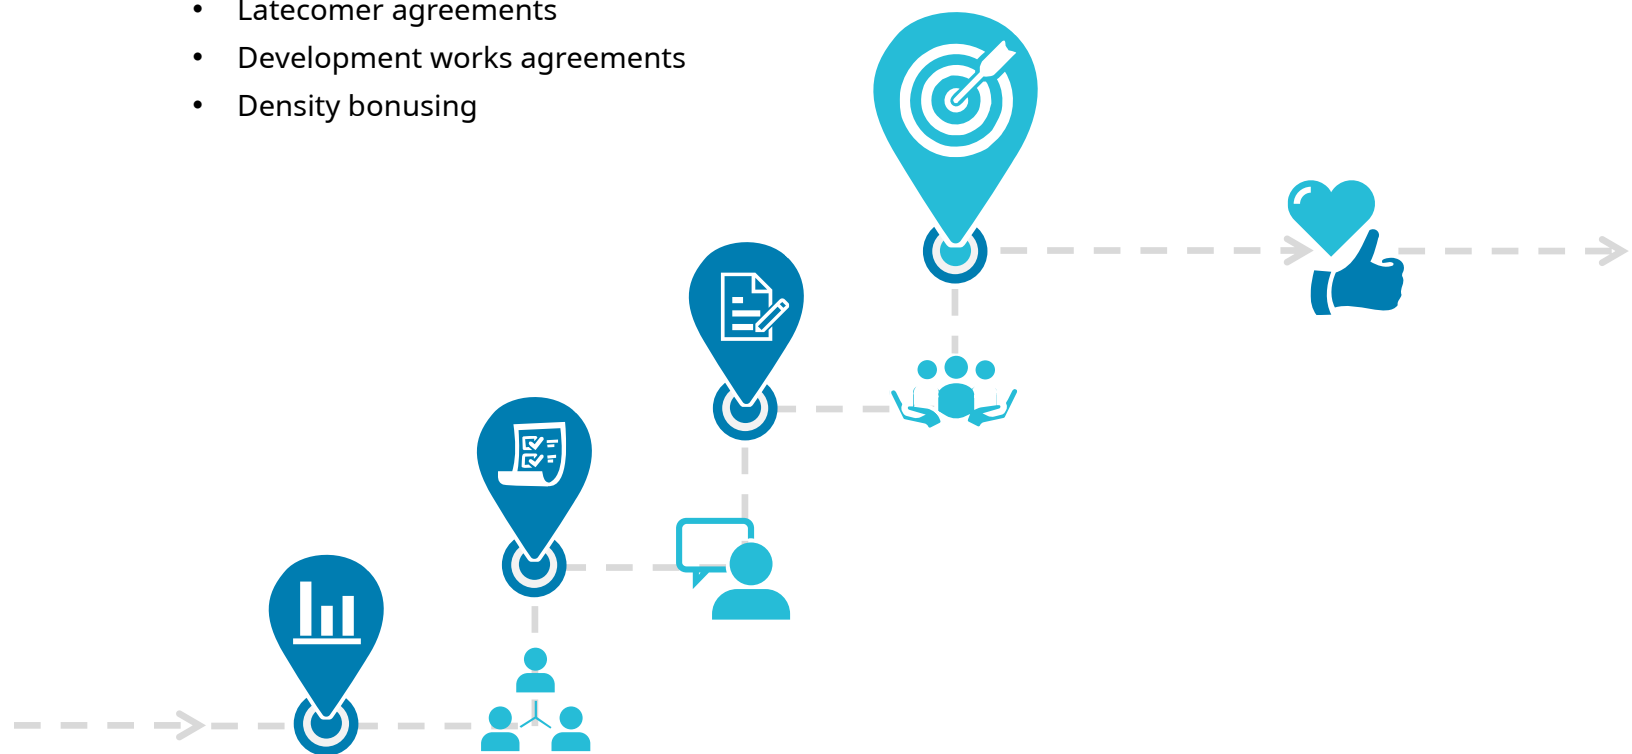 • Latecomer agreements
• Development works agreements
• Density bonusing